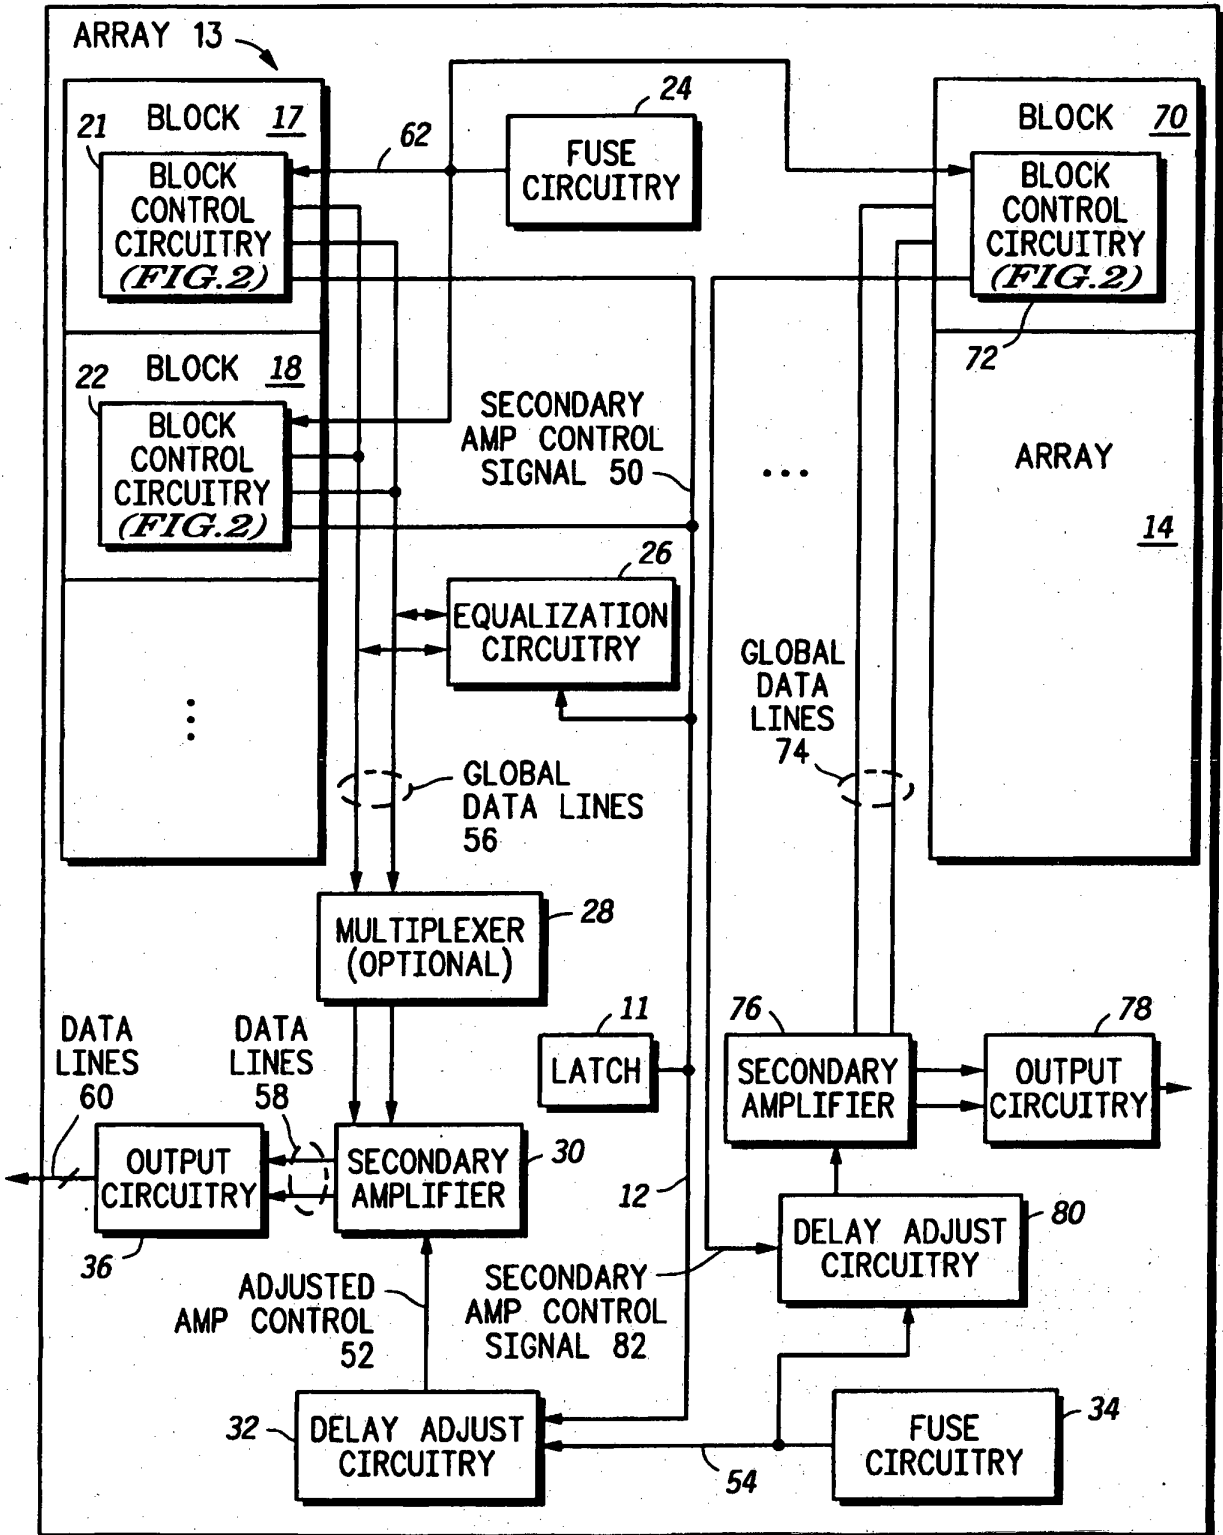 ARRAY 13
BLOCK 17
21
BLOCK
CONTROL
CIRCUITRY
(FIG.2)
62
24
FUSE
CIRCUITRY
BLOCK 70
BLOCK
CONTROL
CIRCUITRY
(FIG.2)
72
BLOCK 18
22
BLOCK
CONTROL
CIRCUITRY
(FIG.2)
SECONDARY
AMP CONTROL
SIGNAL 50
ARRAY
14
26
EQUALIZATION
CIRCUITRY
GLOBAL
DATA
LINES
74
GLOBAL
DATA LINES
56
28
MULTIPLEXER
(OPTIONAL)
DATA
LINES
60
DATA
LINES
58
11
LATCH
76
SECONDARY
AMPLIFIER
78
OUTPUT
CIRCUITRY
OUTPUT
CIRCUITRY
36
SECONDARY
AMPLIFIER
30
12
DELAY ADJUST
CIRCUITRY
80
ADJUSTED
AMP CONTROL
52
SECONDARY
AMP CONTROL
SIGNAL 82
32
DELAY ADJUST
CIRCUITRY
54
FUSE
CIRCUITRY
34